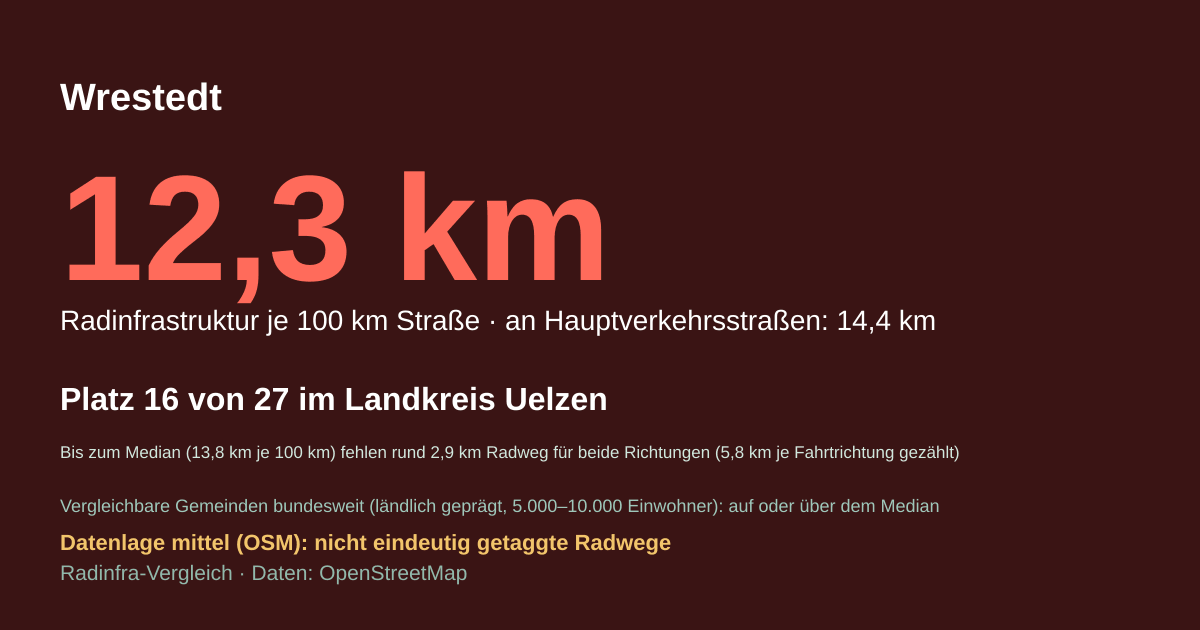 Wrestedt
12,3 km
Radinfrastruktur je 100 km Straße · an Hauptverkehrsstraßen: 14,4 km
Platz 16 von 27 im Landkreis Uelzen
Bis zum Median (13,8 km je 100 km) fehlen rund 2,9 km Radweg für beide Richtungen (5,8 km je Fahrtrichtung gezählt)
Vergleichbare Gemeinden bundesweit (ländlich geprägt, 5.000–10.000 Einwohner): auf oder über dem Median
Datenlage mittel (OSM): nicht eindeutig getaggte Radwege
Radinfra-Vergleich · Daten: OpenStreetMap